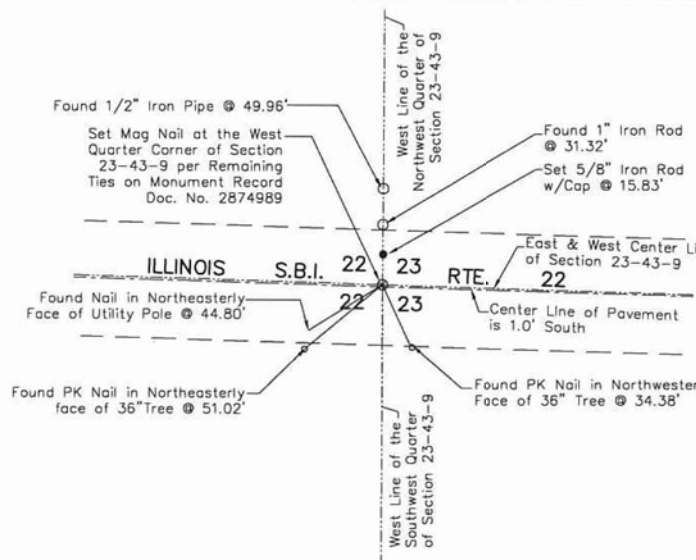 West Line of the
Northwest Quarter of
Section 23-43-9
Found 1/2" Iron Pipe @ 49.96'
Set Mag Nail at the West
Quarter Corner of Section
23-43-9 per Remaining
Ties on Monument Record
Doc. No. 2874989
Found 1" Iron Rod
@ 31.32'
Set 5/8" Iron Rod
w/Cap @ 15.83'
East & West Center Li
of Section 23-43-9
ILLINOIS S.B.I. 22 23 RTE. 22
22 23
Center Line of Pavement
is 1.0' South
Found Nail in Northeasterly
Face of Utility Pole @ 44.80'
Found PK Nail in Northeasterly
face of 36"Tree @ 51.02'
Found PK Nail in Northwester
Face of 36" Tree @ 34.38'
West Line of the
Southwest Quarter
of Section 23-43-9